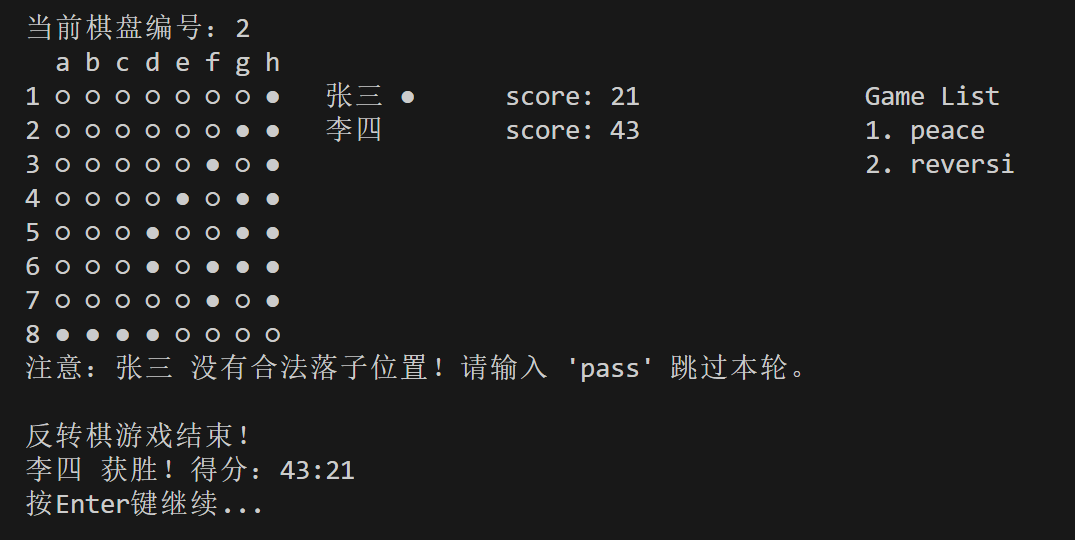 当前棋盘编号：2
a b c d e f g h
1 ○ ○ ○ ○ ○ ○ ○ ● 张三 ● score: 21 Game List
2 ○ ○ ○ ○ ○ ○ ● ● 李四 score: 43 1. peace
3 ○ ○ ○ ○ ○ ● ○ ● 2. reversi
4 ○ ○ ○ ○ ● ○ ● ●
5 ○ ○ ○ ● ○ ○ ● ●
6 ○ ○ ○ ● ○ ● ● ●
7 ○ ○ ○ ○ ○ ● ○ ●
8 ● ● ● ● ○ ○ ○ ○
注意：张三 没有合法落子位置！请输入 'pass' 跳过本轮。
反转棋游戏结束！
李四 获胜！得分：43:21
按Enter键继续...